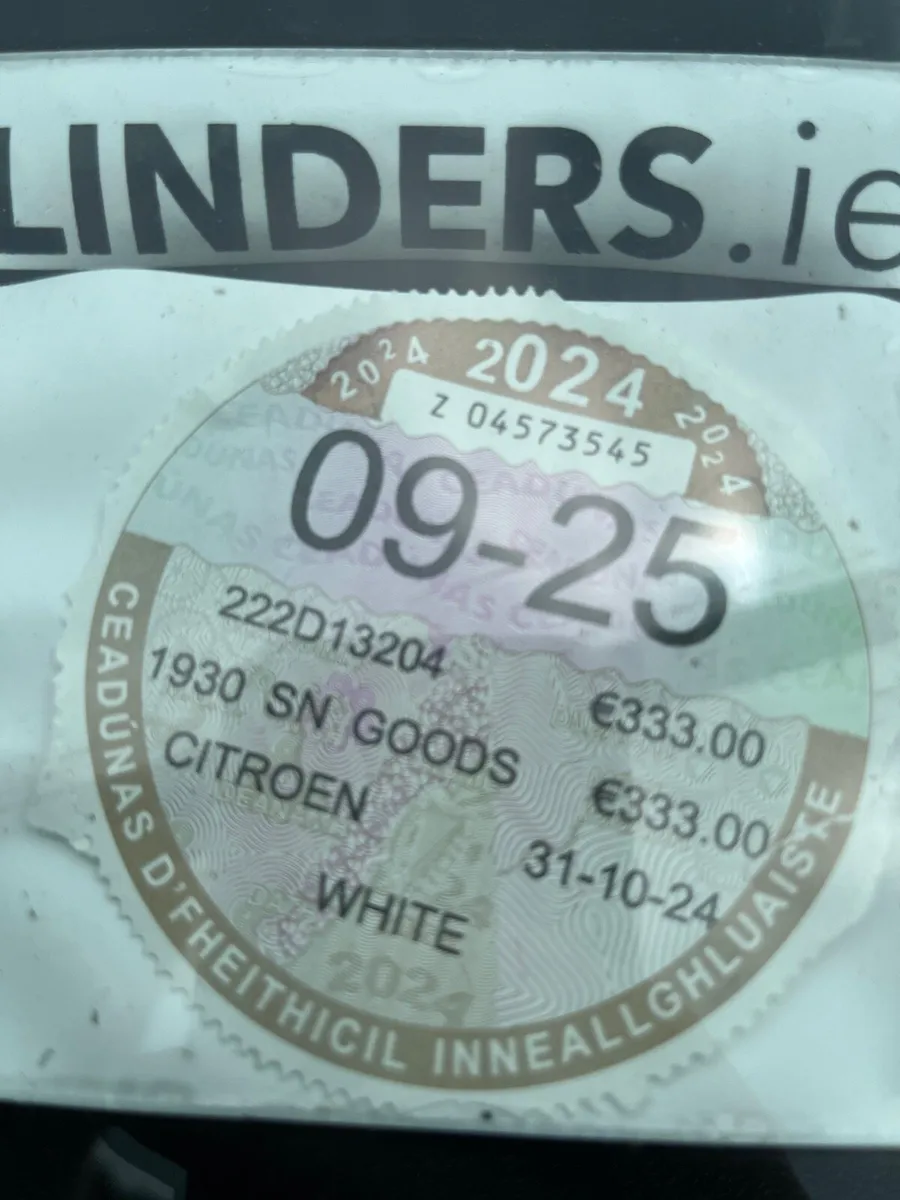 LINDERS.ie
2024 2024 2024
Z 04573545
09-25
222D13204
€333.00
1930 SN GOODS
€333.00
CITROEN
31-10-24
WHITE
2024
CEADÚNAS D'FHEITHICIL INNEALLGHLUAISTE